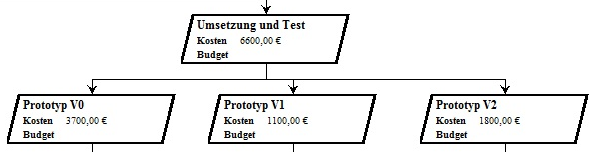 Umsetzung und Test
Kosten 6600,00 €
Budget
Prototyp V0
Kosten 3700,00 €
Budget
Prototyp V1
Kosten 1100,00 €
Budget
Prototyp V2
Kosten 1800,00 €
Budget